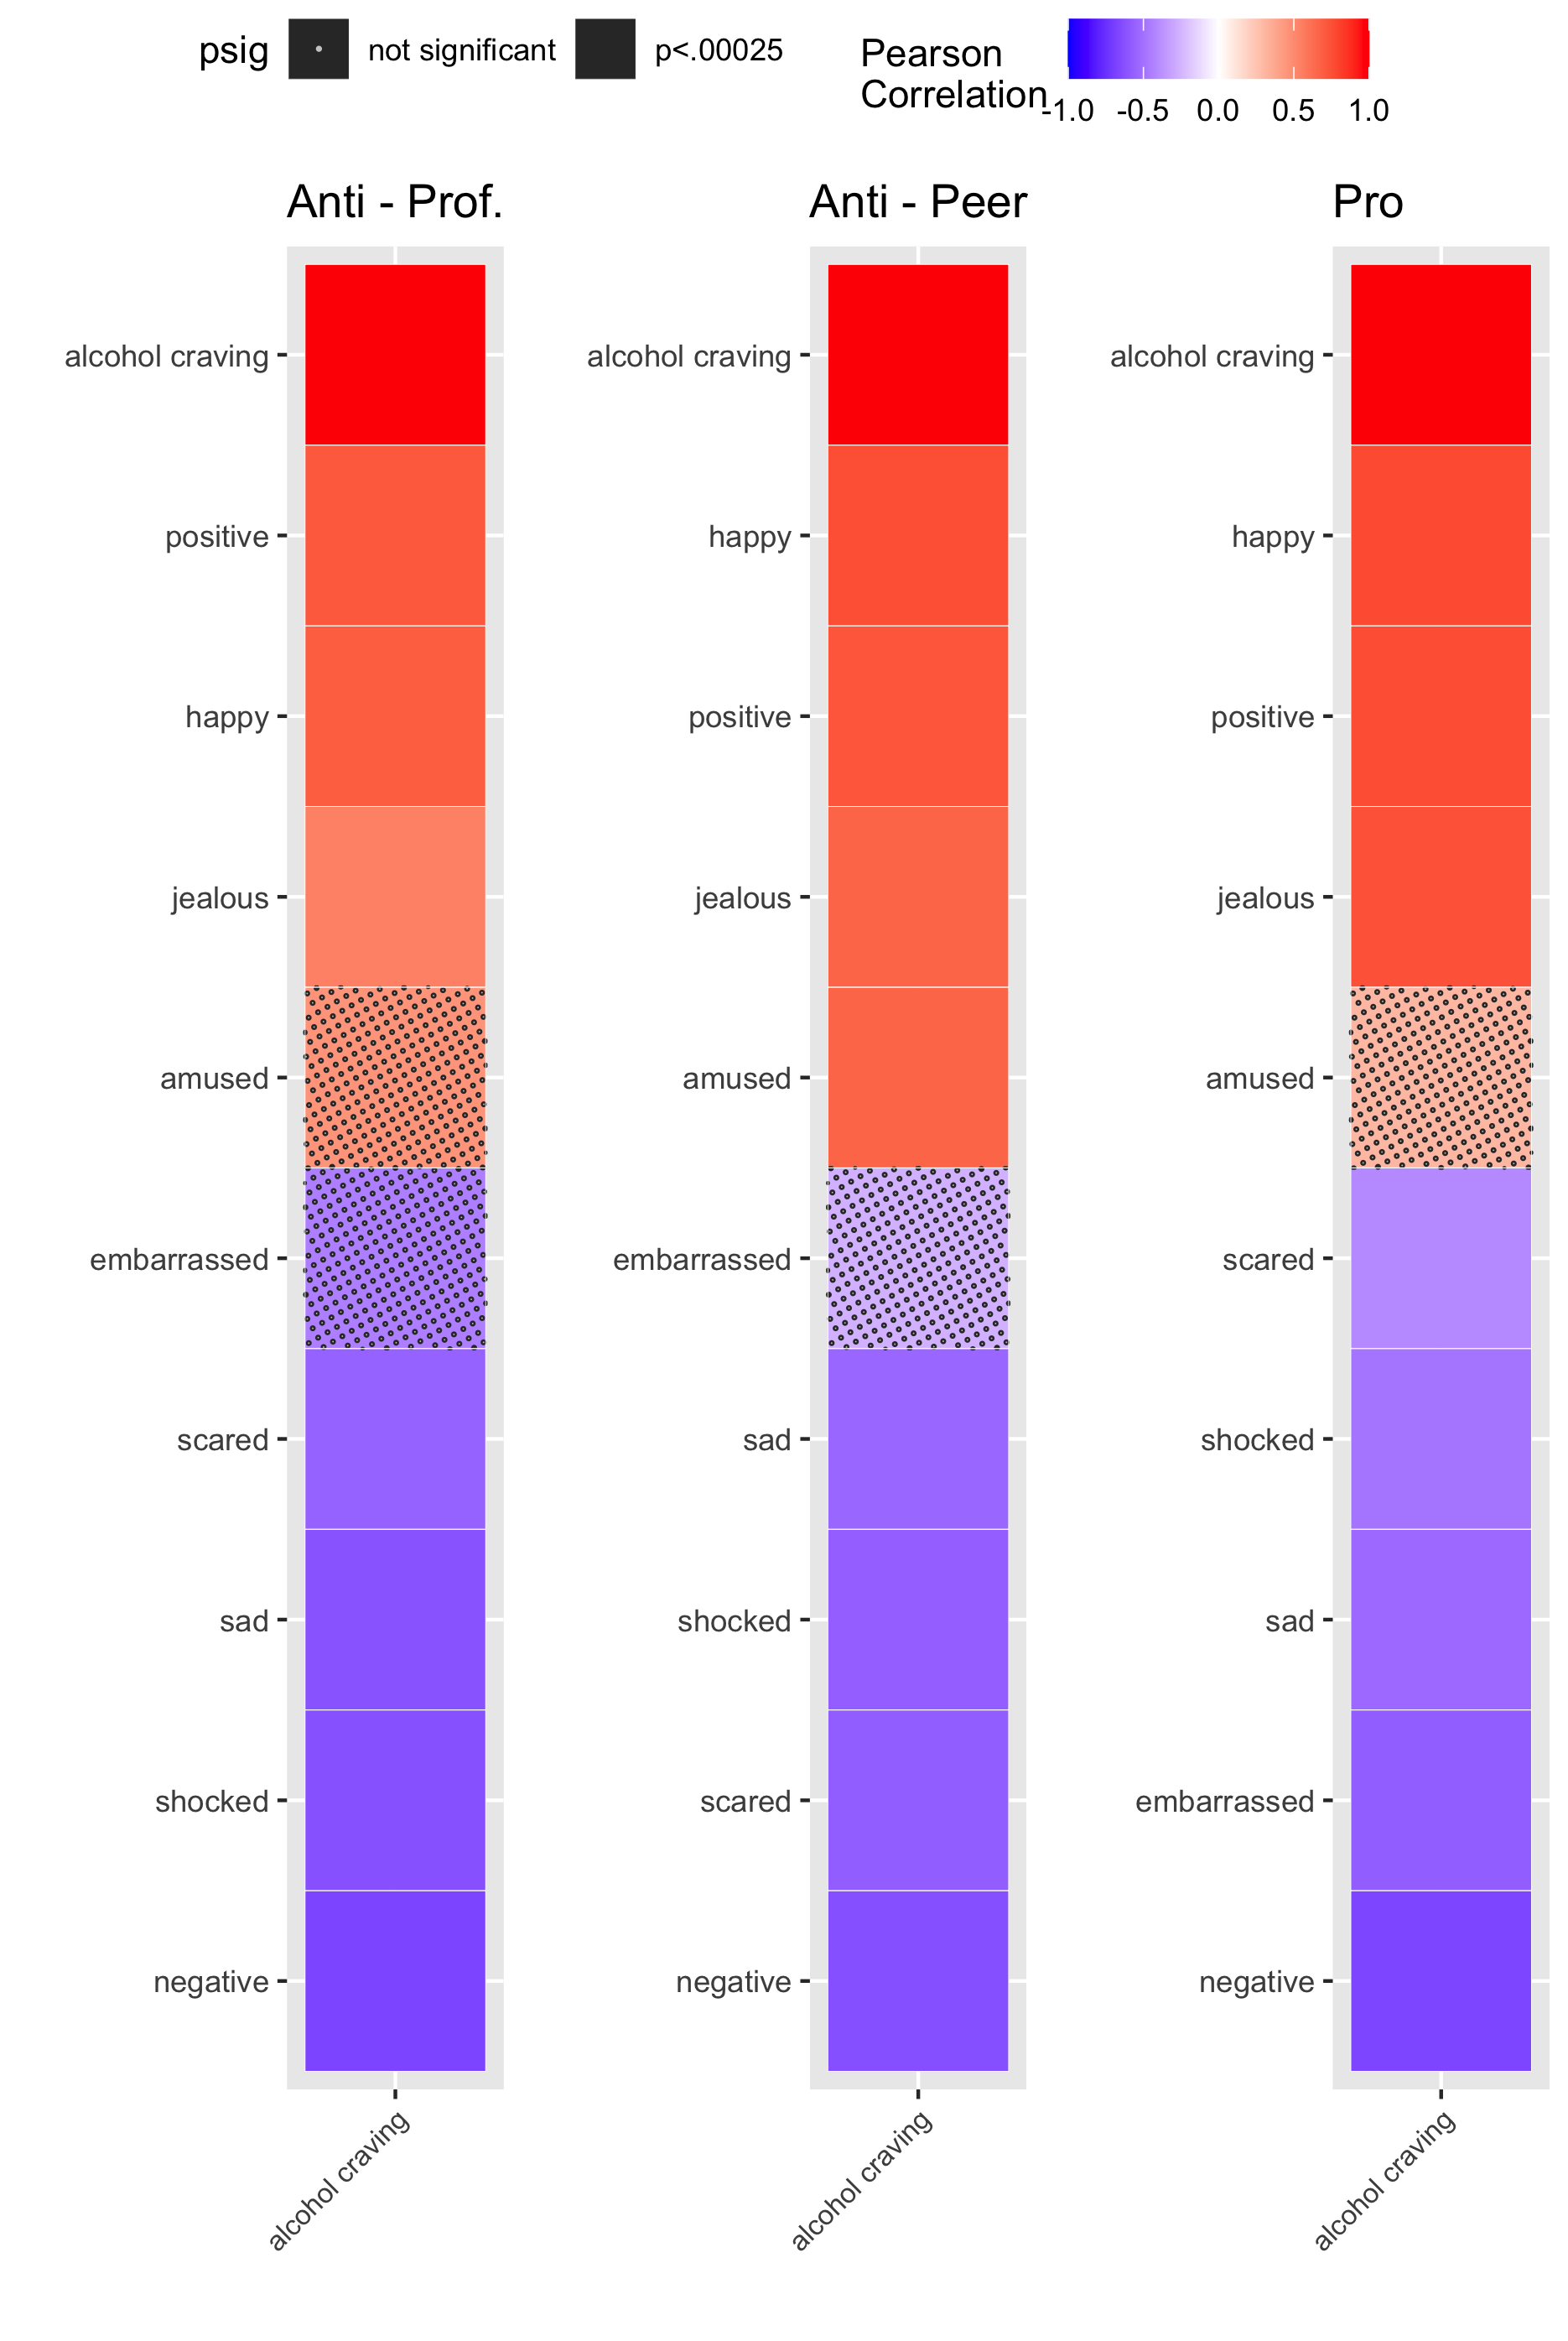 psig
not significant
p<.00025
Pearson
Correlation
-1.0
-0.5
0.0
0.5
1.0
Anti - Prof.
alcohol craving
positive
happy
jealous
amused
embarrassed
scared
sad
shocked
negative
alcohol craving
Anti - Peer
alcohol craving
happy
positive
jealous
amused
embarrassed
sad
shocked
scared
negative
alcohol craving
Pro
alcohol craving
happy
positive
jealous
amused
scared
shocked
sad
embarrassed
negative
alcohol craving